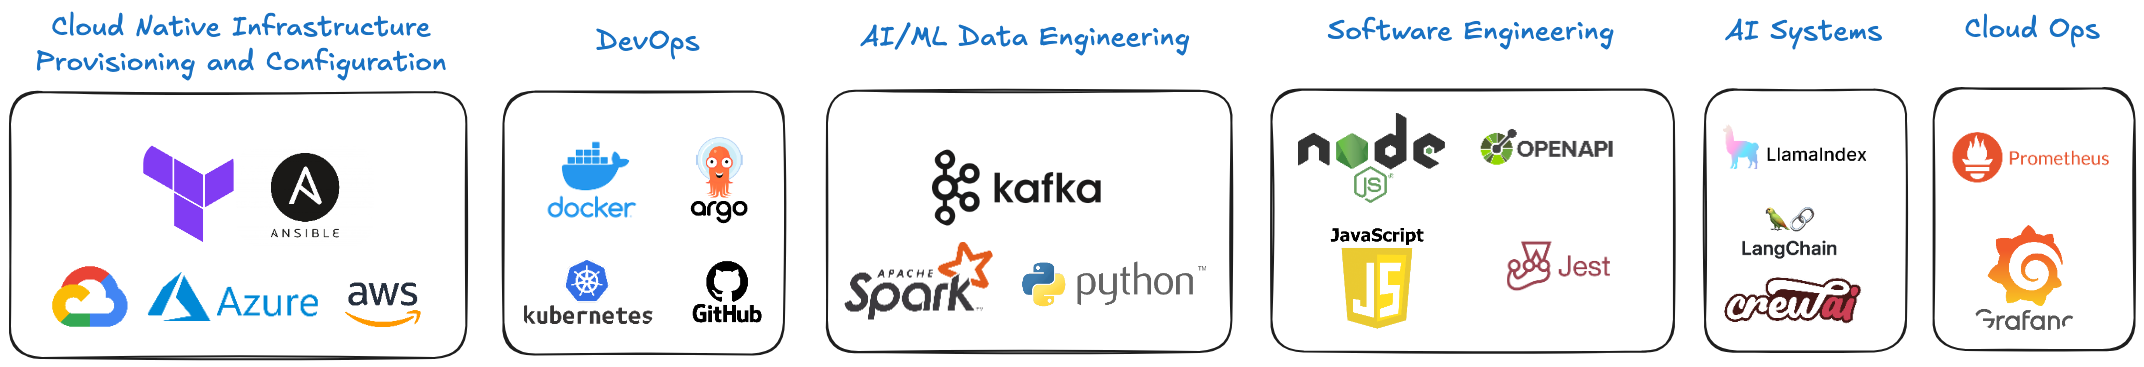 Cloud Native Infrastructure
Provisioning and Configuration
ANSIBLE
Azure
aws
DevOps
docker
argo
kubernetes
GitHub
AI/ML Data Engineering
kafka
APACHE
Spark
python™
Software Engineering
node
JS
OPENAPI
JavaScript
JS
Jest
AI Systems
LlamaIndex
LangChain
crewai
Cloud Ops
Prometheus
Grafana